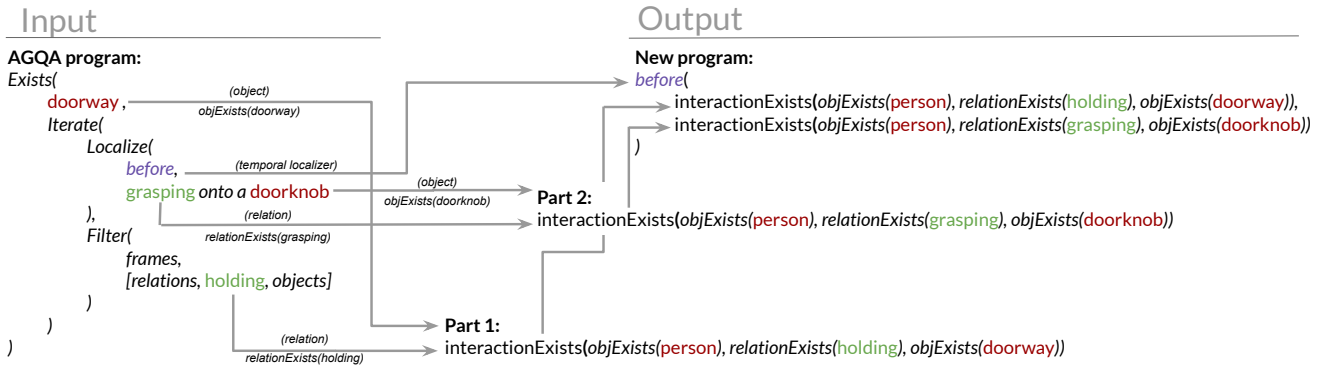 Input
AGQA program:
Exists(
doorway ,
(object)
objExists(doorway)
Iterate(
Localize(
before,
(temporal localizer)
grasping onto a doorknob
(object)
objExists(doorknob)
),
(relation)
relationExists(grasping)
Filter(
frames,
[relations, holding, objects]
)
)
)
(relation)
relationExists(holding)
Part 2:
interactionExists(objExists(person), relationExists(grasping), objExists(doorknob))
Part 1:
interactionExists(objExists(person), relationExists(holding), objExists(doorway))
Output
New program:
before(
interactionExists(objExists(person), relationExists(holding), objExists(doorway)),
interactionExists(objExists(person), relationExists(grasping), objExists(doorknob))
)